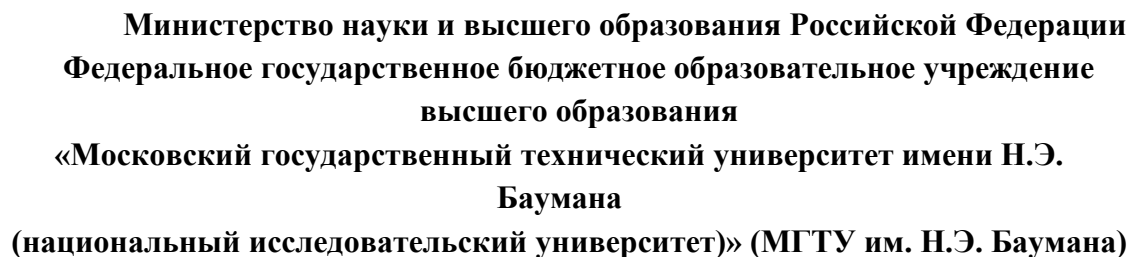 Министерство науки и высшего образования Российской Федерации
Федеральное государственное бюджетное образовательное учреждение
высшего образования
«Московский государственный технический университет имени Н.Э.
Баумана
(национальный исследовательский университет)» (МГТУ им. Н.Э. Баумана)